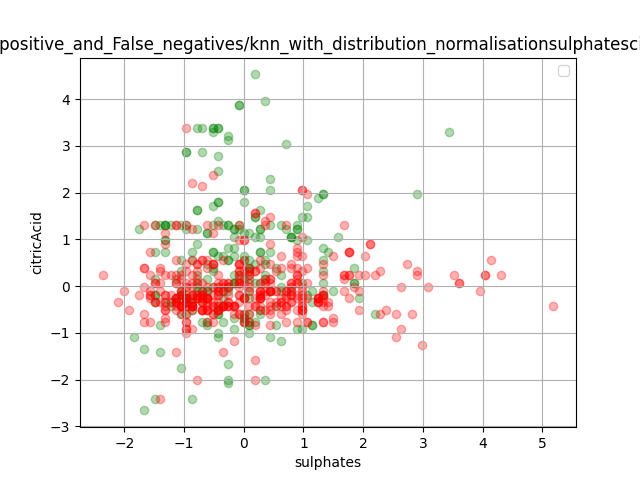 positive_and_False_negatives/knn_with_distribution_normalisationsulphatesci
citricAcid
4
3
2
1
0
−1
−2
−3
−2 −1 0 1 2 3 4 5
sulphates